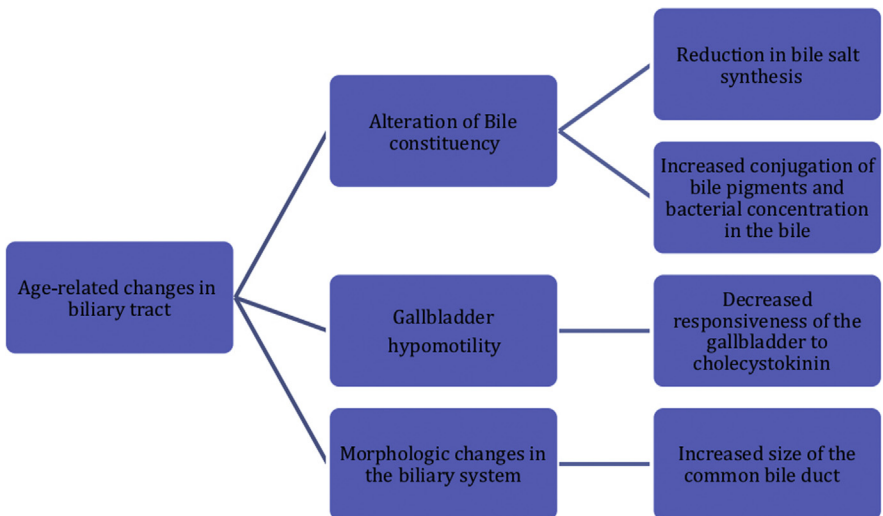 Age-related changes in
biliary tract
Alteration of Bile
constituency
Reduction in bile salt
synthesis
Increased conjugation of
bile pigments and
bacterial concentration
in the bile
Gallbladder
hypomotility
Decreased
responsiveness of the
gallbladder to
cholecystokinin
Morphologic changes in
the biliary system
Increased size of the
common bile duct